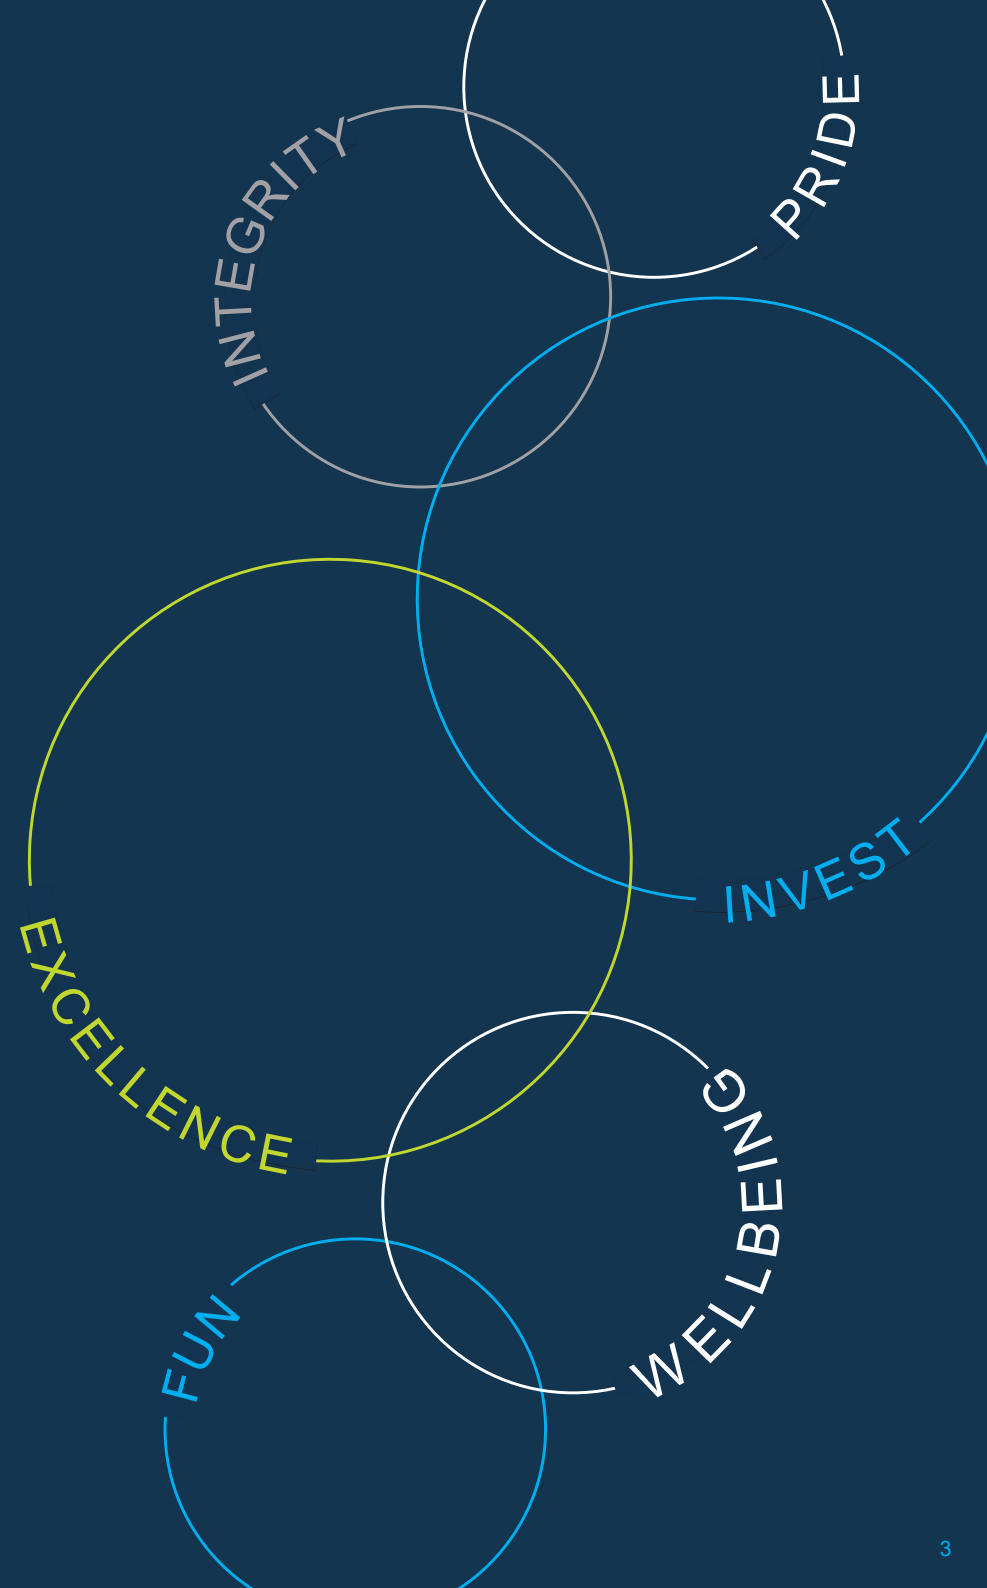 PRIDE
INTEGRITY
INVEST
EXCELLENCE
WELLBEING
FUN
3